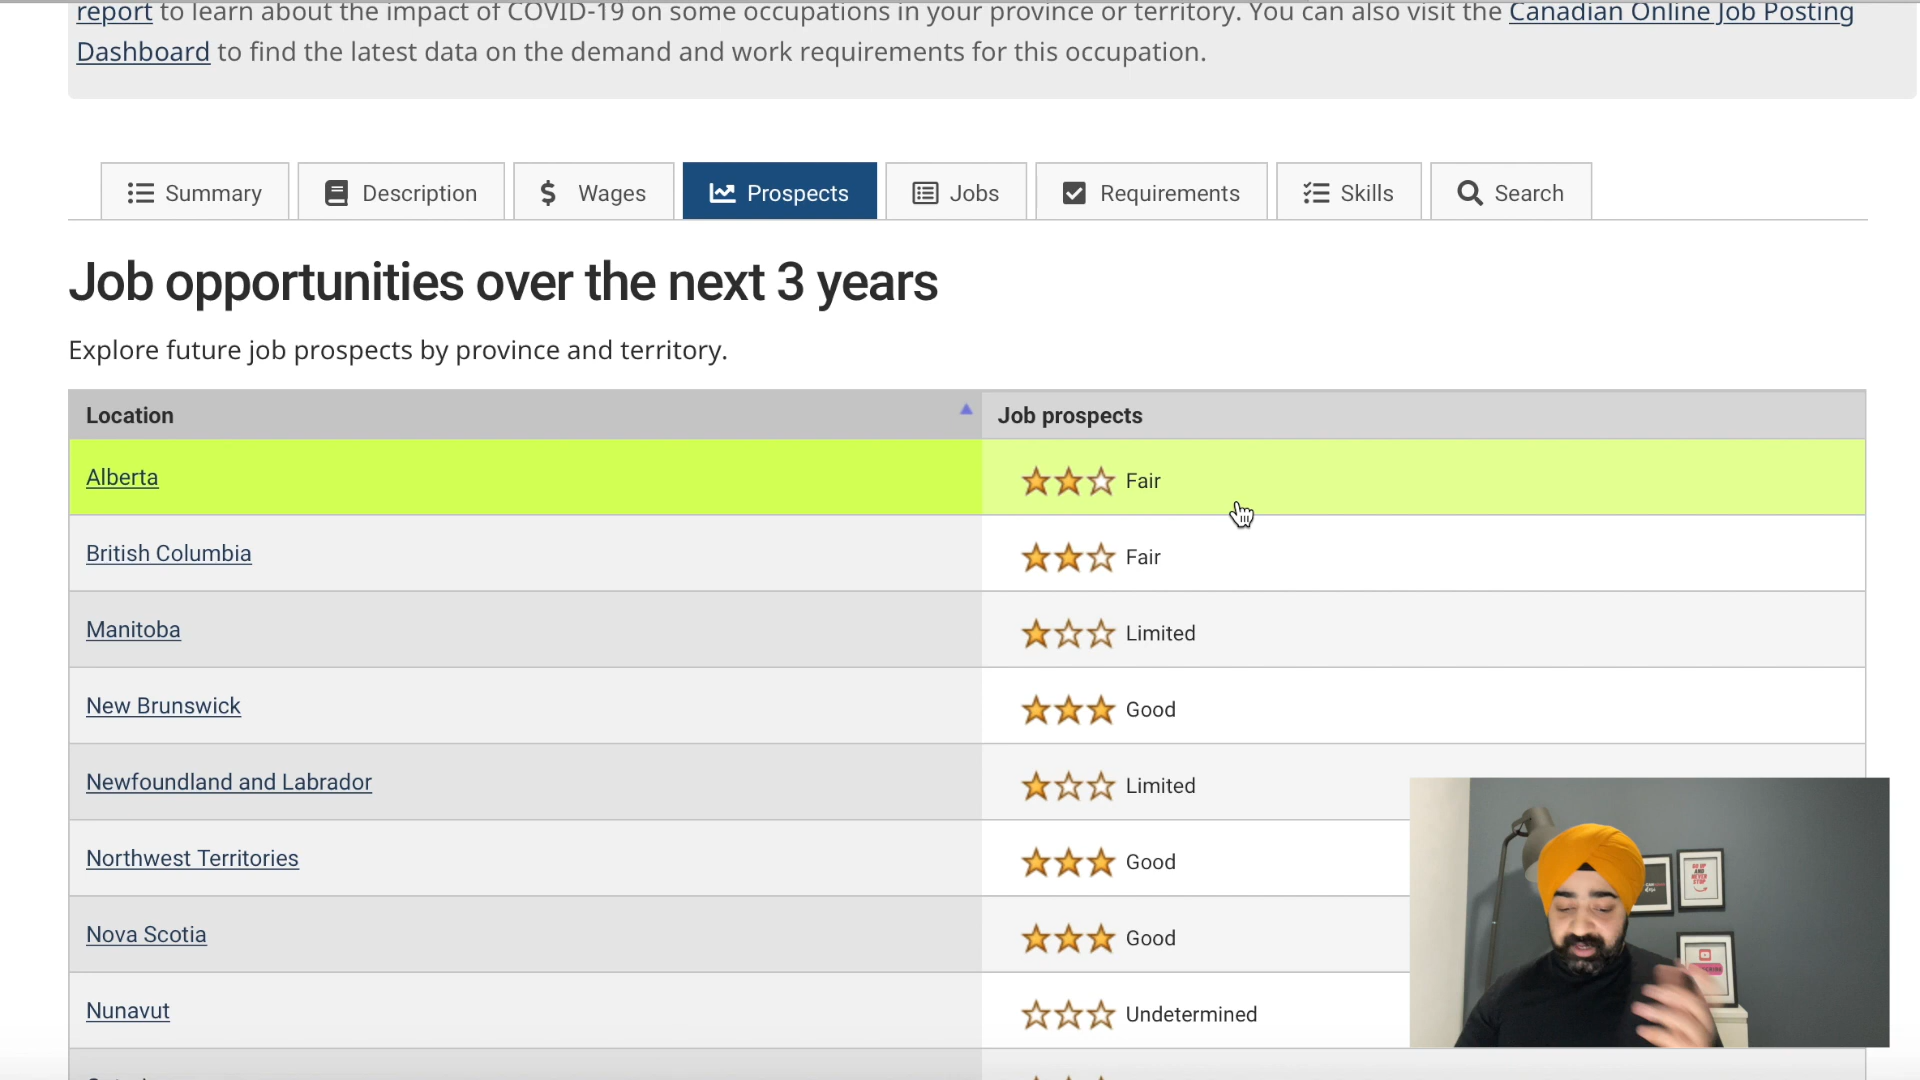 report to learn about the impact of COVID-19 on some occupations in your province or territory. You can also visit the Canadian Online Job Posting
Dashboard to find the latest data on the demand and work requirements for this occupation.
Summary Description $ Wages Prospects Jobs Requirements Skills Search
Job opportunities over the next 3 years
Explore future job prospects by province and territory.
Location Job prospects
Alberta Fair
British Columbia Fair
Manitoba Limited
New Brunswick Good
Newfoundland and Labrador Limited
Northwest Territories Good
Nova Scotia Good
Nunavut Undetermined